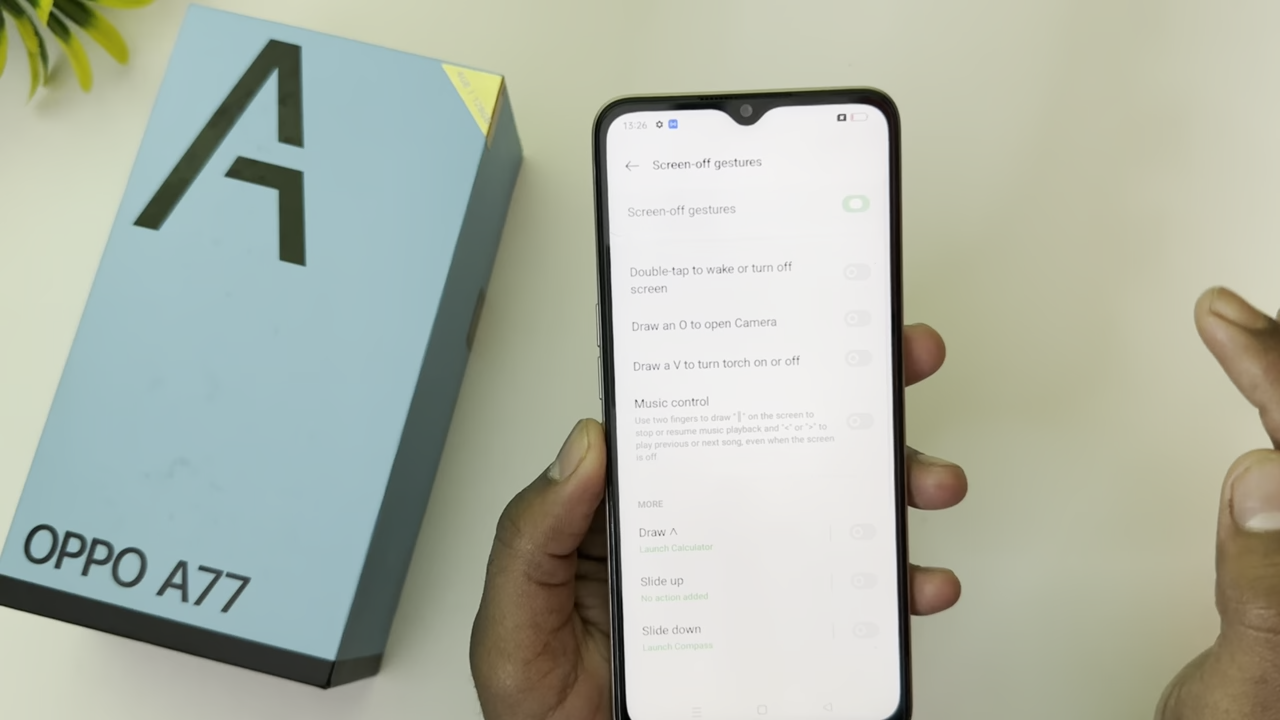 A
OPPO A77
15:26
Screen-off gestures
Screen-off gestures
Double-tap to wake or turn off
screen
Draw an O to open Camera
Draw a V to turn torch on or off
Music control
Use two fingers to draw "||" on the screen to
stop or resume music playback and "<" or ">" to
play previous or next song, even when the screen
is off
MORE
Draw ∧
Launch Calculator
Slide up
No action added
Slide down
Launch Compass